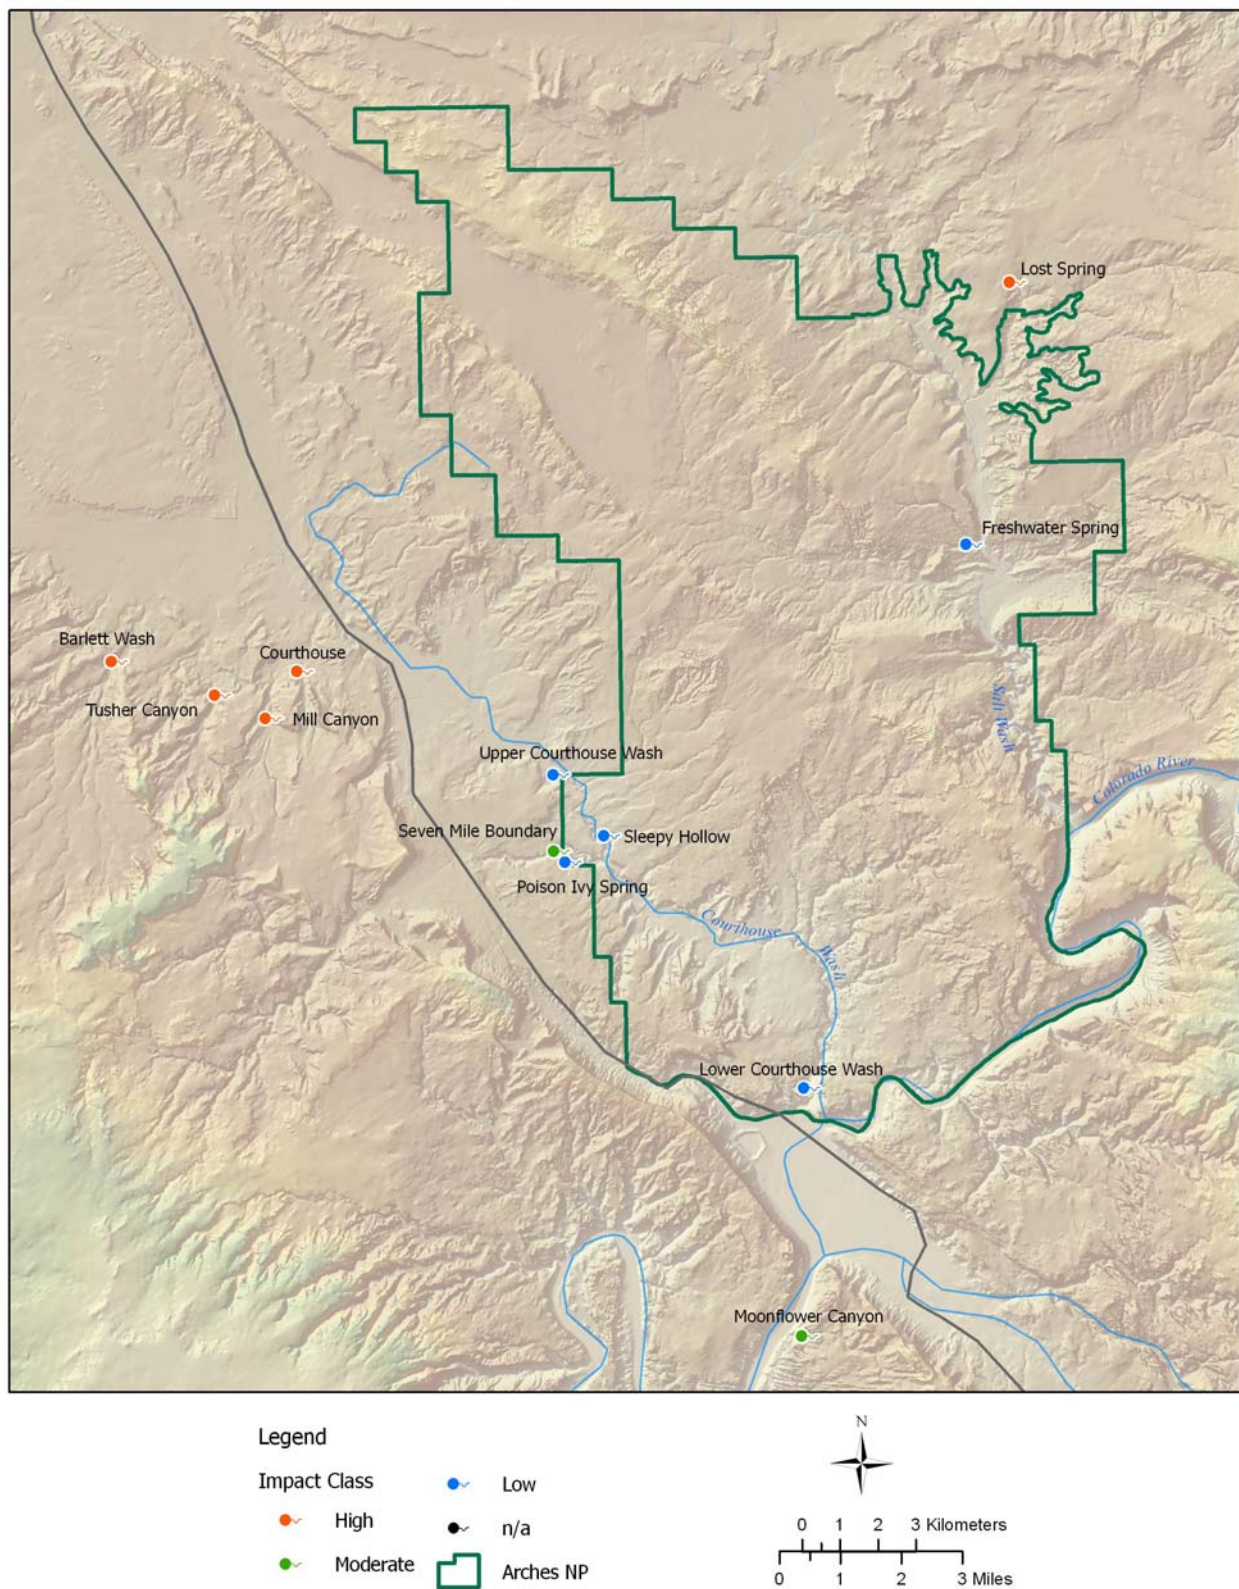 Lost Spring
Freshwater Spring
Barlett Wash
Courthouse
Tusher Canyon
Mill Canyon
Salt Wash
Upper Courthouse Wash
Colorado River
Seven Mile Boundary
Sleepy Hollow
Poison Ivy Spring
Courthouse
Wash
Lower Courthouse Wash
Moonflower Canyon
Legend
Impact Class
High
Moderate
Low
n/a
Arches NP
N
0 1 2 3 Kilometers
0 1 2 3 Miles